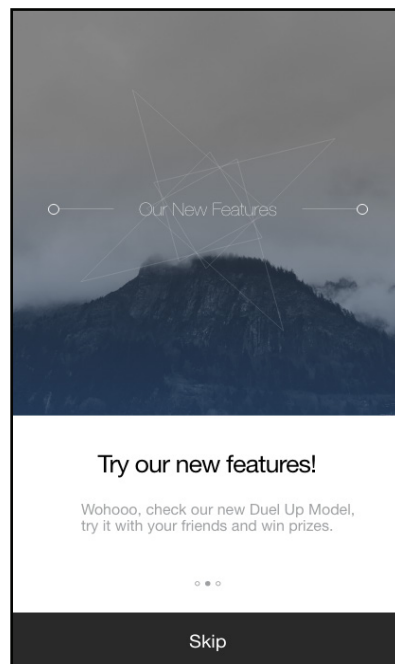 Our New Features
Try our new features!
Wohooo, check our new Duel Up Model,
try it with your friends and win prizes.
Skip